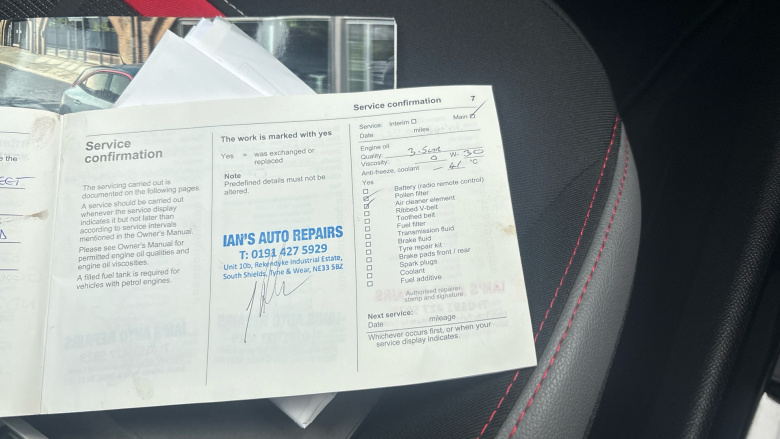 Service confirmation 7
Service
confirmation
The servicing carried out is
documented on the following pages.
A service should be carried out
whenever the service display
indicates it but not later than
according to service intervals
mentioned in the Owner's Manual.
Please see Owner's Manual for
permitted engine oil qualities and
engine oil viscosities.
A filled fuel tank is required for
vehicles with petrol engines.
The work is marked with yes
Yes = was exchanged or
replaced
Note
Predefined details must not be
altered.
IAN'S AUTO REPAIRS
T: 0191 427 5929
Unit 10b, Rekendyke Industrial Estate,
South Shields, Tyne & Wear, NE33 5BZ
Service: Interim Main
Date miles
Engine oil
Quality:
Viscosity: 0 W- 30
Anti-freeze, coolant - 41 °C
Yes
Battery (radio remote control)
Pollen filter
Air cleaner element
Ribbed V-belt
Toothed belt
Fuel filter
Transmission fluid
Brake fluid
Tyre repair kit
Brake pads front / rear
Spark plugs
Coolant
Fuel additive
Authorised repairer
stamp and signature
Next service:
Date mileage
Whichever occurs first, or when your
service display indicates.